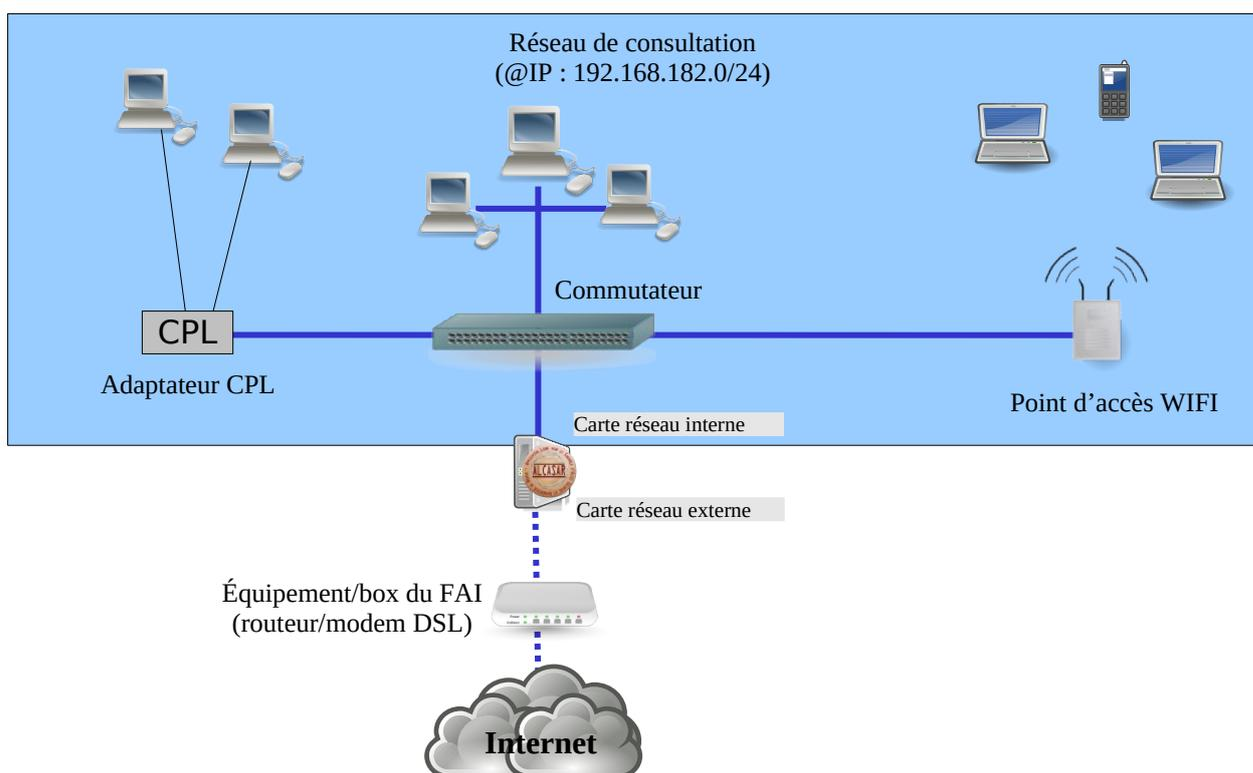 Réseau de consultation
(@IP : 192.168.182.0/24)
Commutateur
CPL
Adaptateur CPL
Point d’accès WIFI
Carte réseau interne
ALCASAR
Carte réseau externe
Équipement/box du FAI
(routeur/modem DSL)
Internet